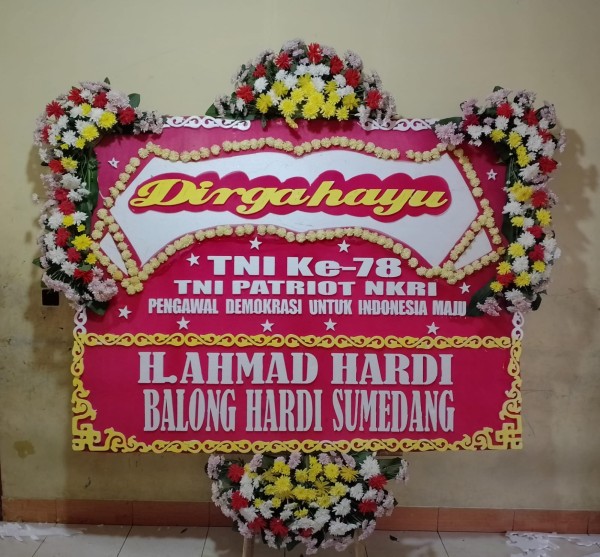 Dirgahayu
TNI Ke-78
TNI PATRIOT NKRI
PENGAWAL DEMOKRASI UNTUK INDONESIA MAJU
H.AHMAD HARDI
BALONG HARDI SUMEDANG